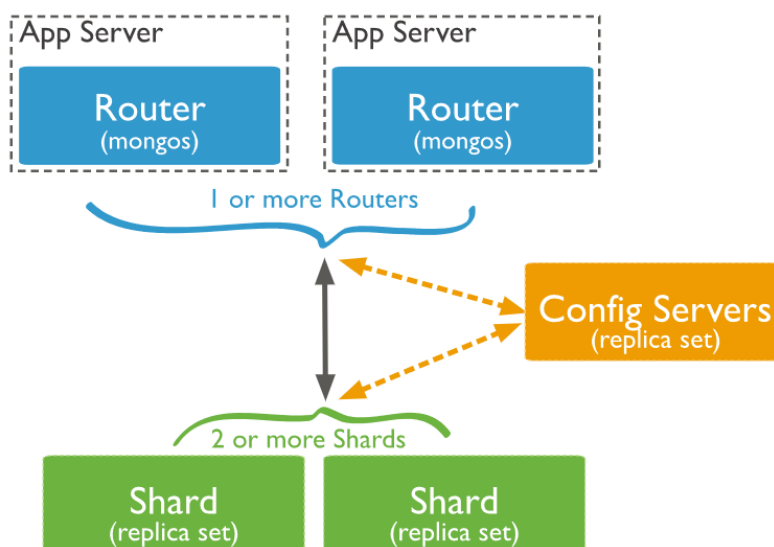 App Server
App Server
Router
(mongos)
Router
(mongos)
1 or more Routers
Config Servers
(replica set)
2 or more Shards
Shard
(replica set)
Shard
(replica set)